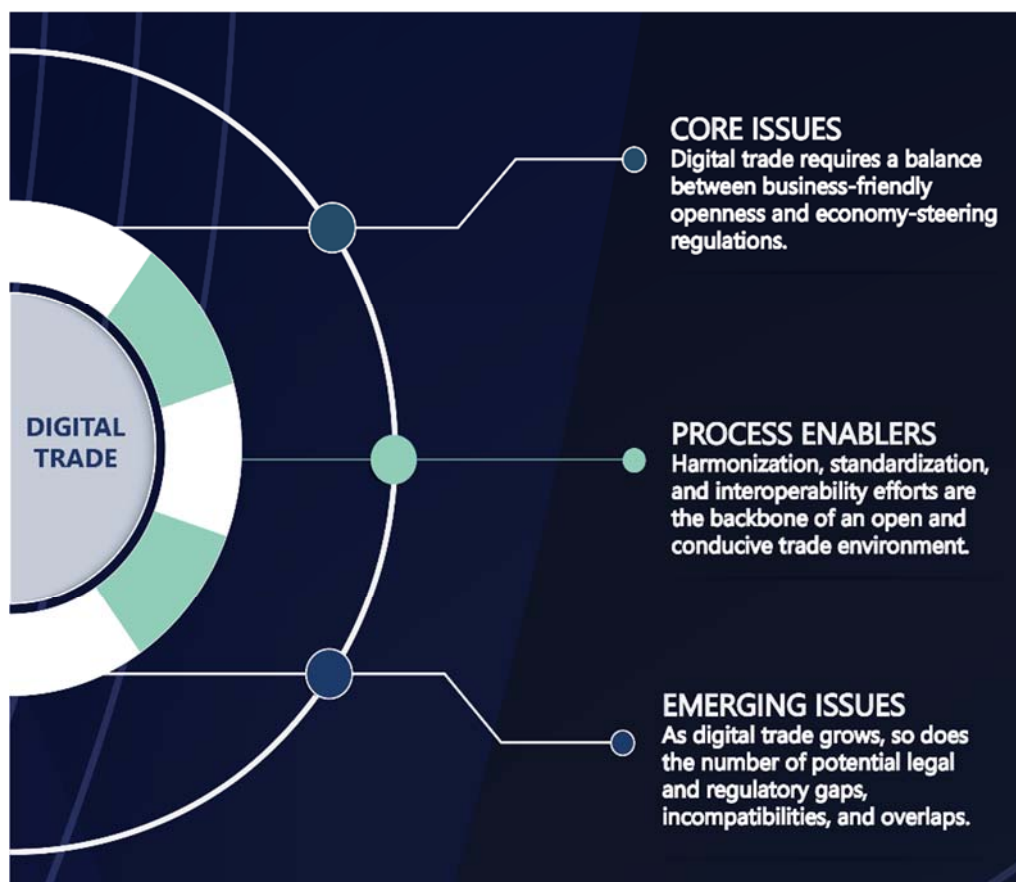 DIGITAL
TRADE
CORE ISSUES
Digital trade requires a balance
between business-friendly
openness and economy-steering
regulations.
PROCESS ENABLERS
Harmonization, standardization,
and interoperability efforts are
the backbone of an open and
conducive trade environment.
EMERGING ISSUES
As digital trade grows, so does
the number of potential legal
and regulatory gaps,
incompatibilities, and overlaps.